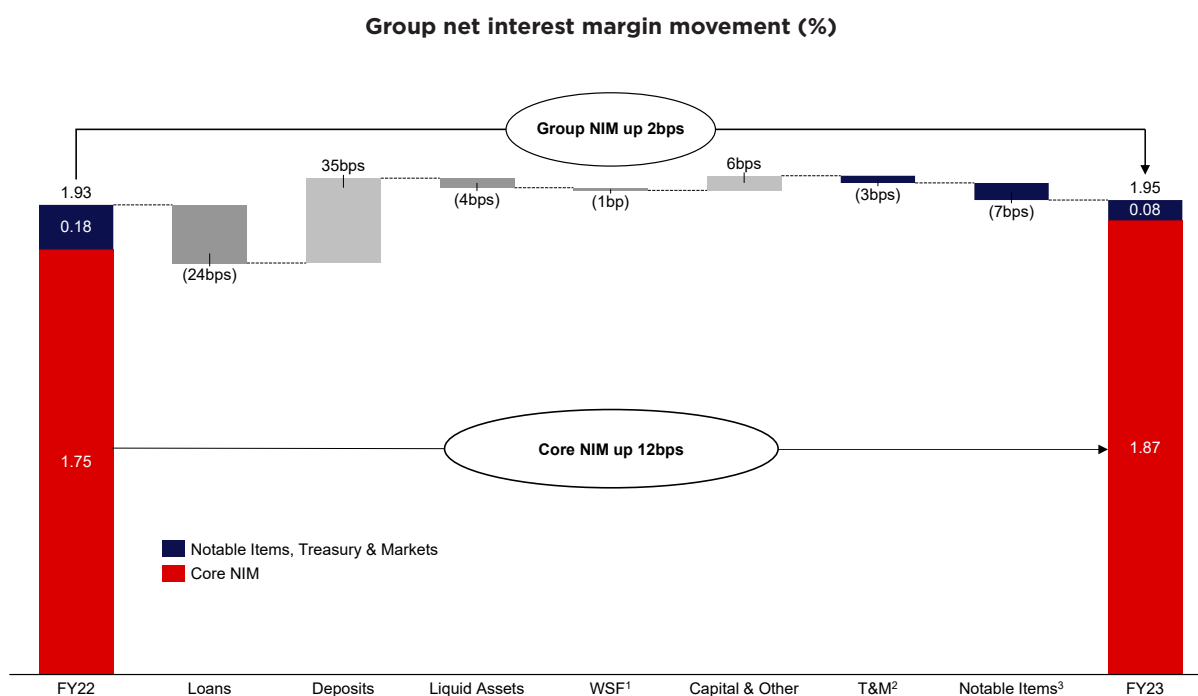 Group net interest margin movement (%)
Group NIM up 2bps
1.93
0.18
(24bps)
35bps
(4bps)
(1bp)
6bps
(3bps)
(7bps)
1.95
0.08
Core NIM up 12bps
1.75
1.87
Notable Items, Treasury & Markets
Core NIM
FY22 Loans Deposits Liquid Assets WSF¹ Capital & Other T&M² Notable Items³ FY23